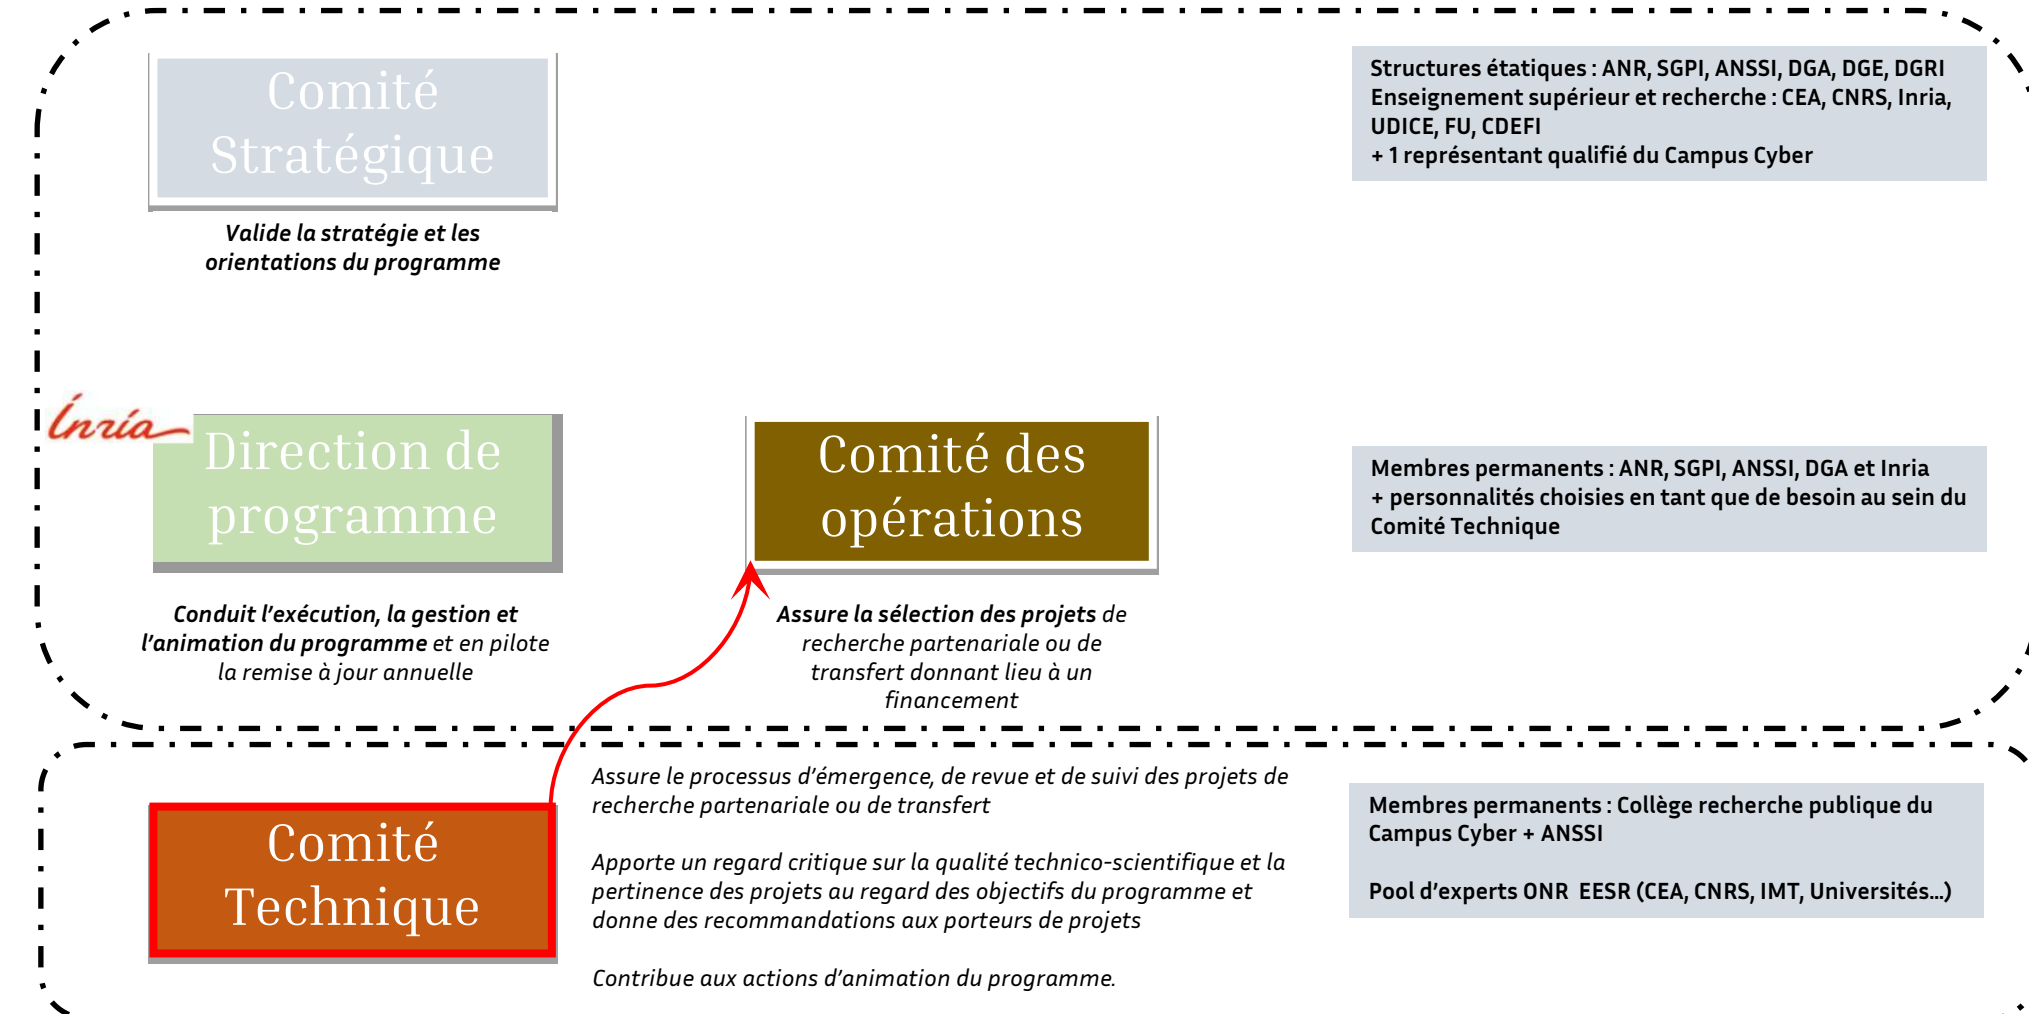 Comité
Stratégique
Valide la stratégie et les
orientations du programme
Structures étatiques : ANR, SGPI, ANSSI, DGA, DGE, DGRI
Enseignement supérieur et recherche : CEA, CNRS, Inria,
UDICE, FU, CDEFI
+ 1 représentant qualifié du Campus Cyber
Inria
Direction de
programme
Conduit l’exécution, la gestion et
l’animation du programme et en pilote
la remise à jour annuelle
Comité des
opérations
Assure la sélection des projets de
recherche partenariale ou de
transfert donnant lieu à un
financement
Membres permanents : ANR, SGPI, ANSSI, DGA et Inria
+ personnalités choisies en tant que de besoin au sein du
Comité Technique
Comité
Technique
Assure le processus d’émergence, de revue et de suivi des projets de
recherche partenariale ou de transfert
Apporte un regard critique sur la qualité technico-scientifique et la
pertinence des projets au regard des objectifs du programme et
donne des recommandations aux porteurs de projets
Contribue aux actions d’animation du programme.
Membres permanents : Collège recherche publique du
Campus Cyber + ANSSI
Pool d’experts ONR  EESR (CEA, CNRS, IMT, Universités…)